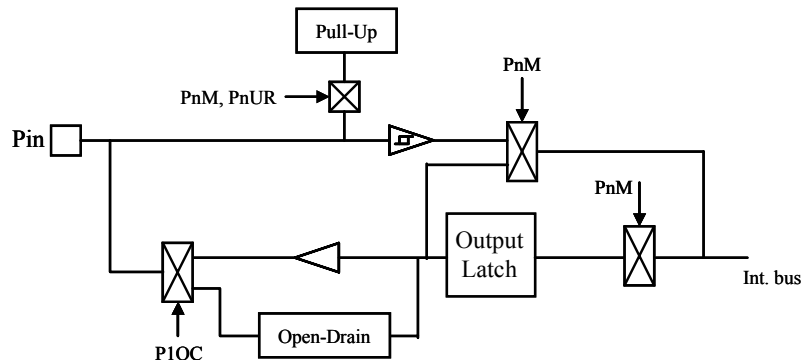 Pull-Up
PnM
PnM, PnUR
Pin
PnM
Output
Latch
Int. bus
Open-Drain
P1OC